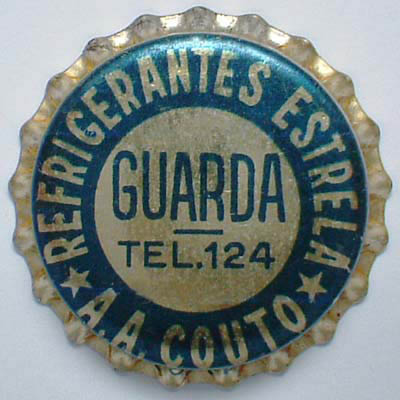 REFRIGERANTES ESTRELA
GUARDA
TEL.124
A.A.COUTO